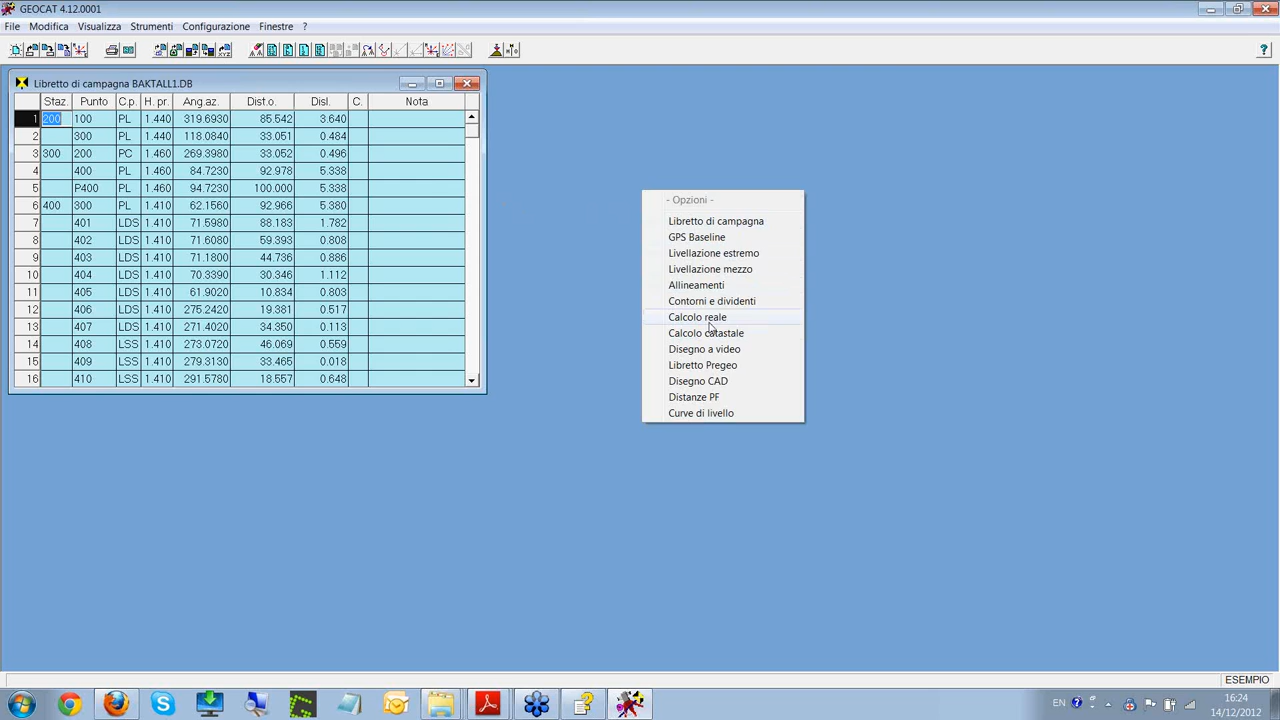 GEOCAT 4.12.0001
File Modifica Visualizza Strumenti Configurazione Finestre ?
Libretto di campagna BAKTALL1.DB
Staz. Punto C.p. H. pr. Ang.az. Dist.o. Disl. C. Nota
1 200 100 PL 1.440 319.6930 85.542 3.640
2 300 PL 1.440 118.0840 33.051 0.484
3 300 200 PC 1.460 269.3980 33.052 0.496
4 400 PL 1.460 84.7230 92.978 5.338
5 P400 PL 1.460 94.7230 100.000 5.338
6 400 300 PL 1.410 62.1560 92.966 5.380
7 401 LDS 1.410 71.5980 88.183 1.782
8 402 LDS 1.410 71.6080 59.393 0.808
9 403 LDS 1.410 71.1800 44.736 0.886
10 404 LDS 1.410 70.3390 30.346 1.112
11 405 LDS 1.410 61.9020 10.834 0.803
12 406 LDS 1.410 275.2420 19.381 0.517
13 407 LDS 1.410 271.4020 34.350 0.113
14 408 LSS 1.410 273.0720 46.069 0.559
15 409 LSS 1.410 279.3130 33.465 0.018
16 410 LSS 1.410 291.5780 18.557 0.648
- Opzioni -
Libretto di campagna
GPS Baseline
Livellazione estremo
Livellazione mezzo
Allineamenti
Contorni e dividenti
Calcolo reale
Calcolo catastale
Disegno a video
Libretto Pregeo
Disegno CAD
Distanze PF
Curve di livello
ESEMPIO
EN
16:24
14/12/2012